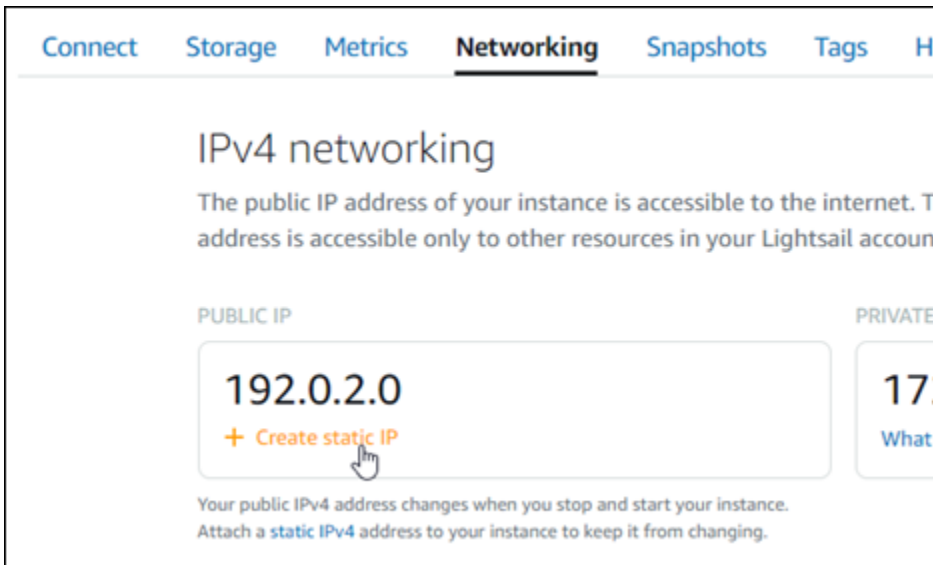 Connect Storage Metrics Networking Snapshots Tags H
IPv4 networking
The public IP address of your instance is accessible to the internet. T
address is accessible only to other resources in your Lightsail accoun
PUBLIC IP PRIVATE
192.0.2.0 17
+ Create static IP What
Your public IPv4 address changes when you stop and start your instance.
Attach a static IPv4 address to your instance to keep it from changing.